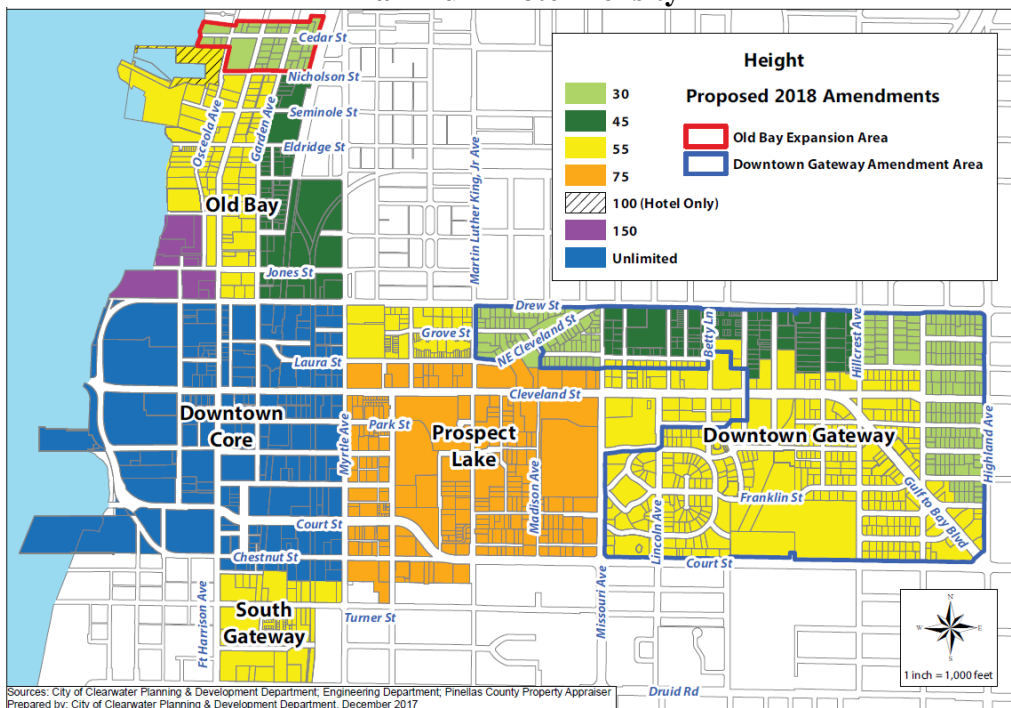 Cedar St
Nicholson St
Seminole St
Eldridge St
Osceola Ave
Garden Ave
Old Bay
Jones St
Martin Luther King, Jr Ave
Height
30
45
55
75
100 (Hotel Only)
150
Unlimited
Proposed 2018 Amendments
Old Bay Expansion Area
Downtown Gateway Amendment Area
Drew St
Grove St
NE Cleveland St
Betty Ln
Hillcrest Ave
Laura St
Cleveland St
Downtown
Core
Myrtle Ave
Park St
Prospect
Lake
Madison Ave
Downtown Gateway
Highland Ave
Franklin St
Gulf to Bay Blvd
Lincoln Ave
Court St
Chestnut St
Court St
Ft Harrison Ave
South
Gateway
Turner St
Missouri Ave
Druid Rd
N
W
E
S
1 inch = 1,000 feet
Sources: City of Clearwater Planning & Development Department; Engineering Department; Pinellas County Property Appraiser
Prepared by: City of Clearwater Planning & Development Department, December 2017